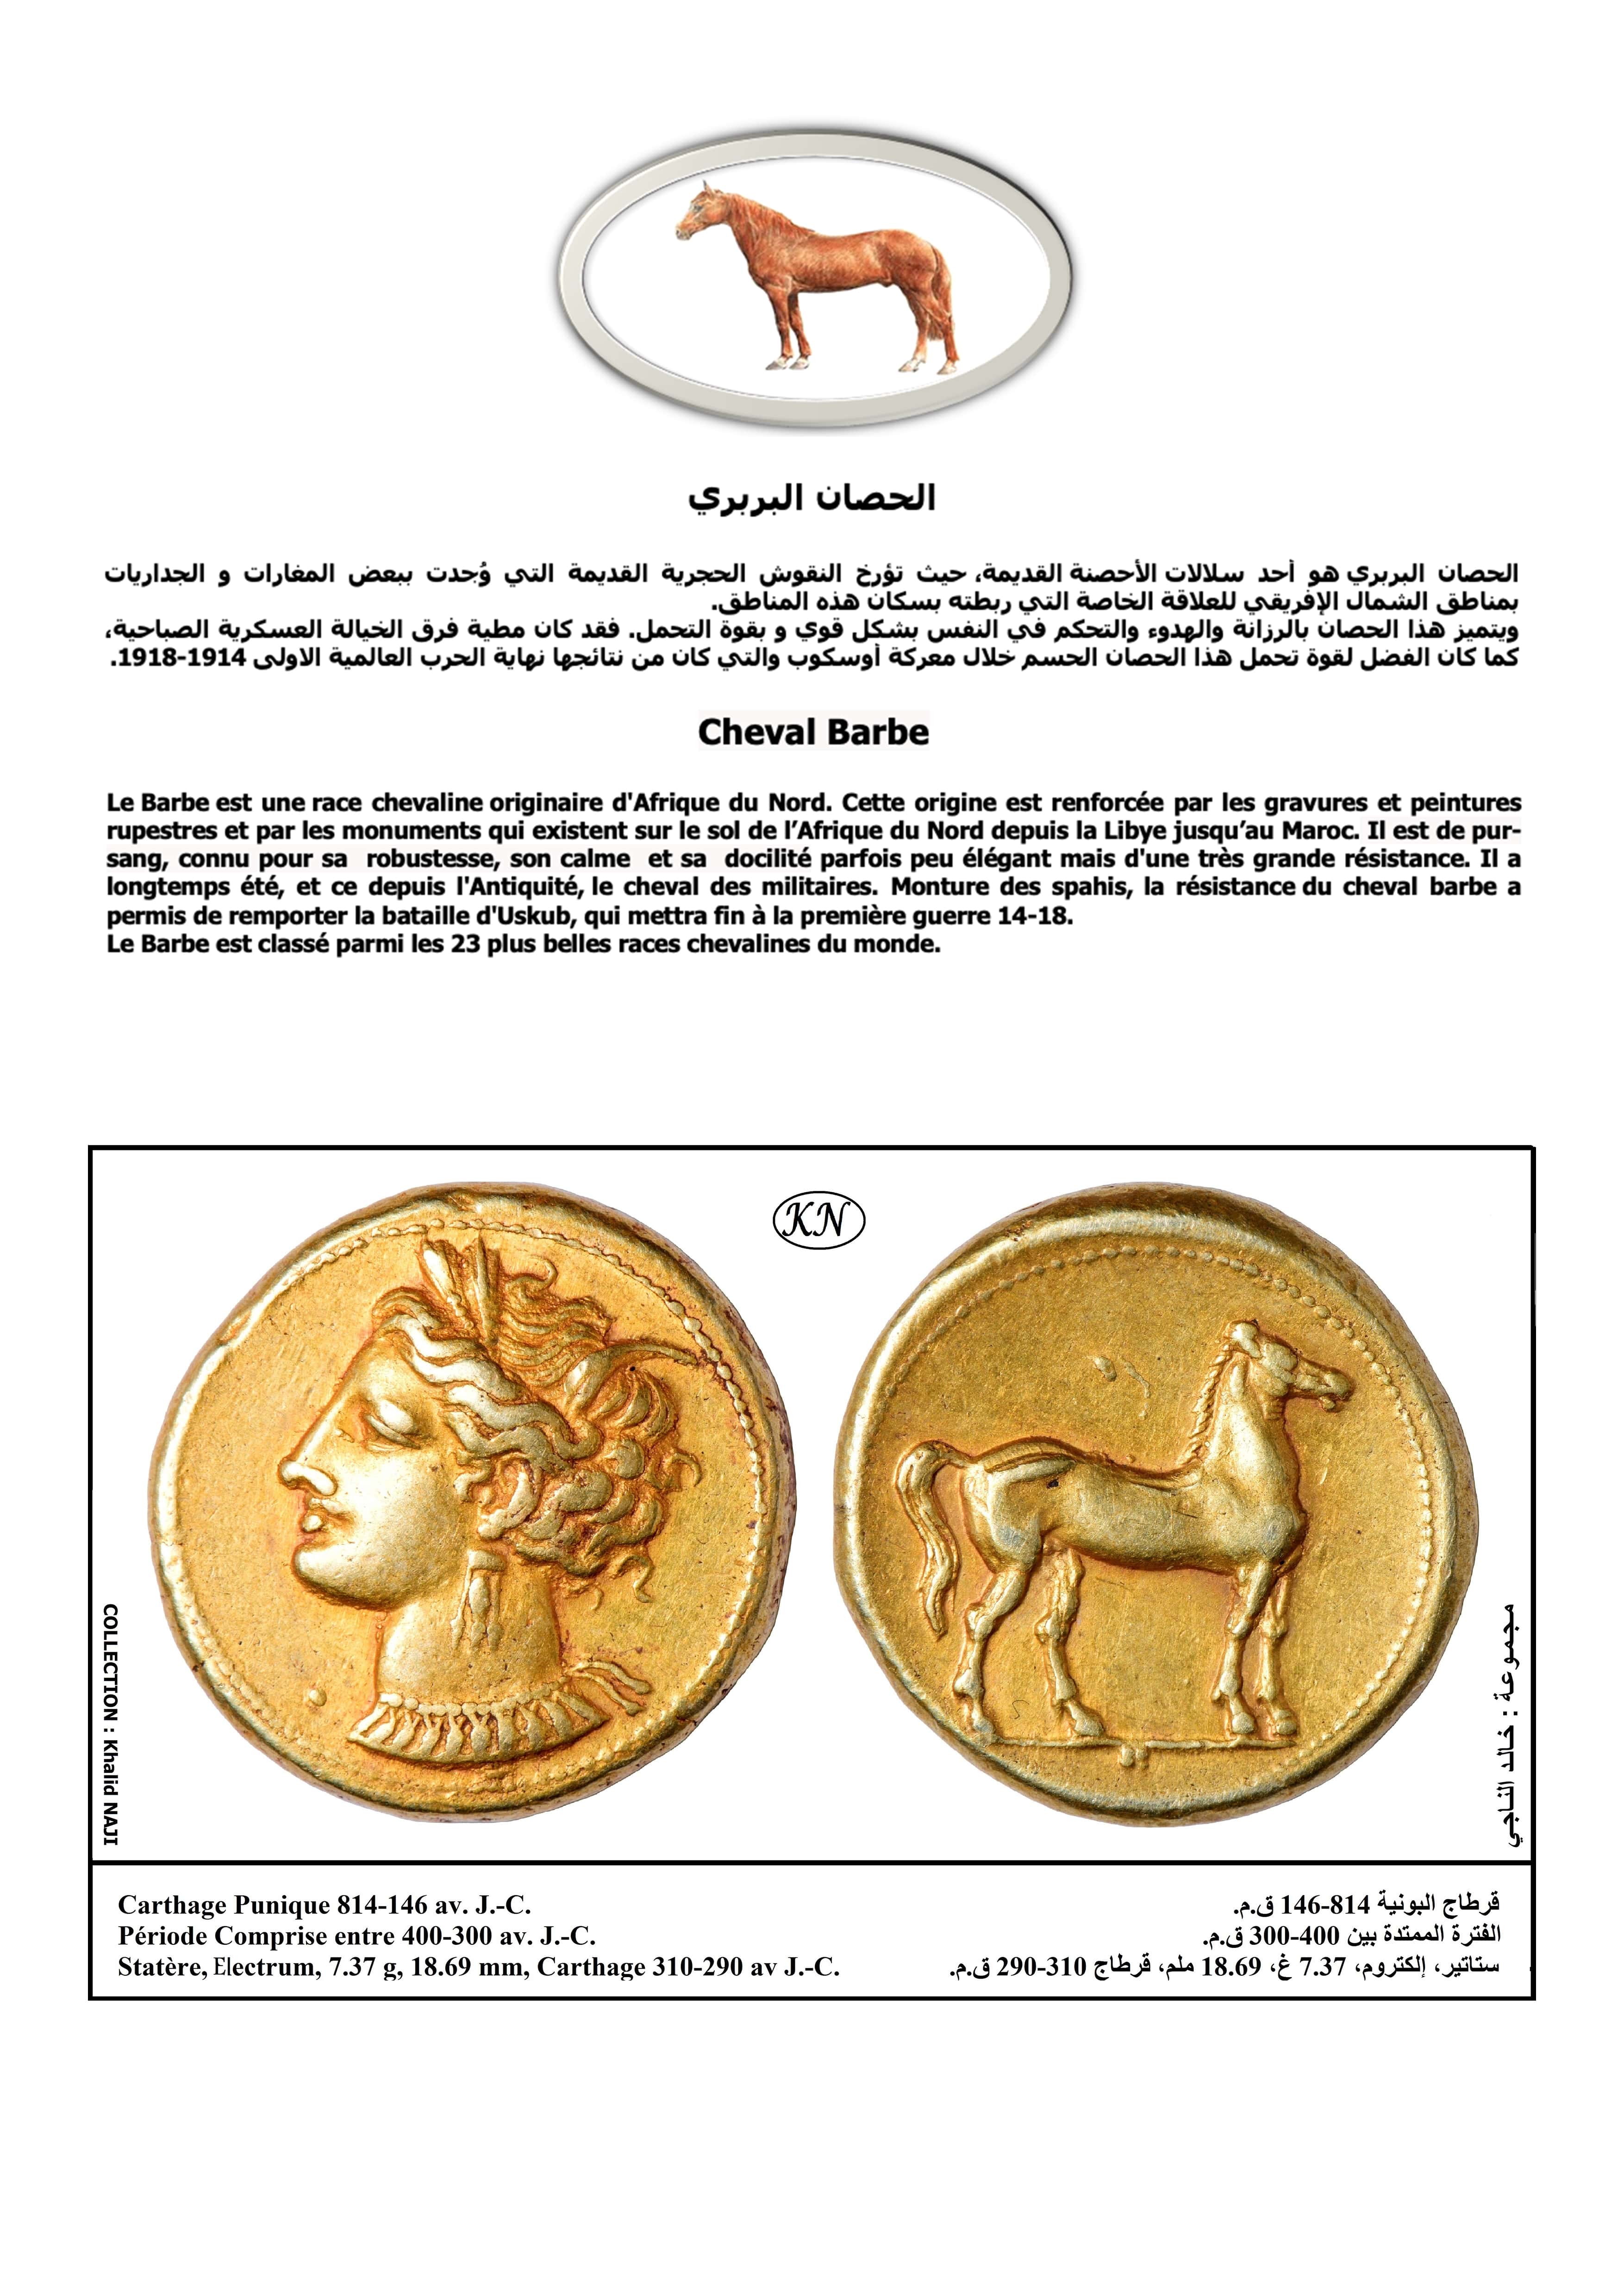 الحصان البربري
الحصان البربري هو أحد سلالات الأحصنة القديمة، حيث تؤرخ النقوش الحجرية القديمة التي وُجدت ببعض المغارات و الجداريات
بمناطق الشمال الإفريقي للعلاقة الخاصة التي ربطته بسكان هذه المناطق.
ويتميز هذا الحصان بالرزانة والهدوء والتحكم في النفس بشكل قوي و بقوة التحمل. فقد كان مطية فرق الخيالة العسكرية الصباحية،
كما كان الفضل لقوة تحمل هذا الحصان الحسم خلال معركة أوسكوب والتي كان من نتائجها نهاية الحرب العالمية الاولى 1914-1918.
Cheval Barbe
Le Barbe est une race chevaline originaire d'Afrique du Nord. Cette origine est renforcée par les gravures et peintures
rupestres et par les monuments qui existent sur le sol de l’Afrique du Nord depuis la Libye jusqu’au Maroc. Il est de pur-
sang, connu pour sa robustesse, son calme et sa docilité parfois peu élégant mais d'une très grande résistance. Il a
longtemps été, et ce depuis l'Antiquité, le cheval des militaires. Monture des spahis, la résistance du cheval barbe a
permis de remporter la bataille d'Uskub, qui mettra fin à la première guerre 14-18.
Le Barbe est classé parmi les 23 plus belles races chevalines du monde.
KN
COLLECTION : Khalid NAJI
مجموعة : خالد الناجي
Carthage Punique 814-146 av. J.-C.
Période Comprise entre 400-300 av. J.-C.
Statère, Electrum, 7.37 g, 18.69 mm, Carthage 310-290 av J.-C.
قرطاج البونية 814-146 ق.م.
الفترة الممتدة بين 400-300 ق.م.
ستاتير، إلكتروم، 7.37 غ، 18.69 ملم، قرطاج 310-290 ق.م.